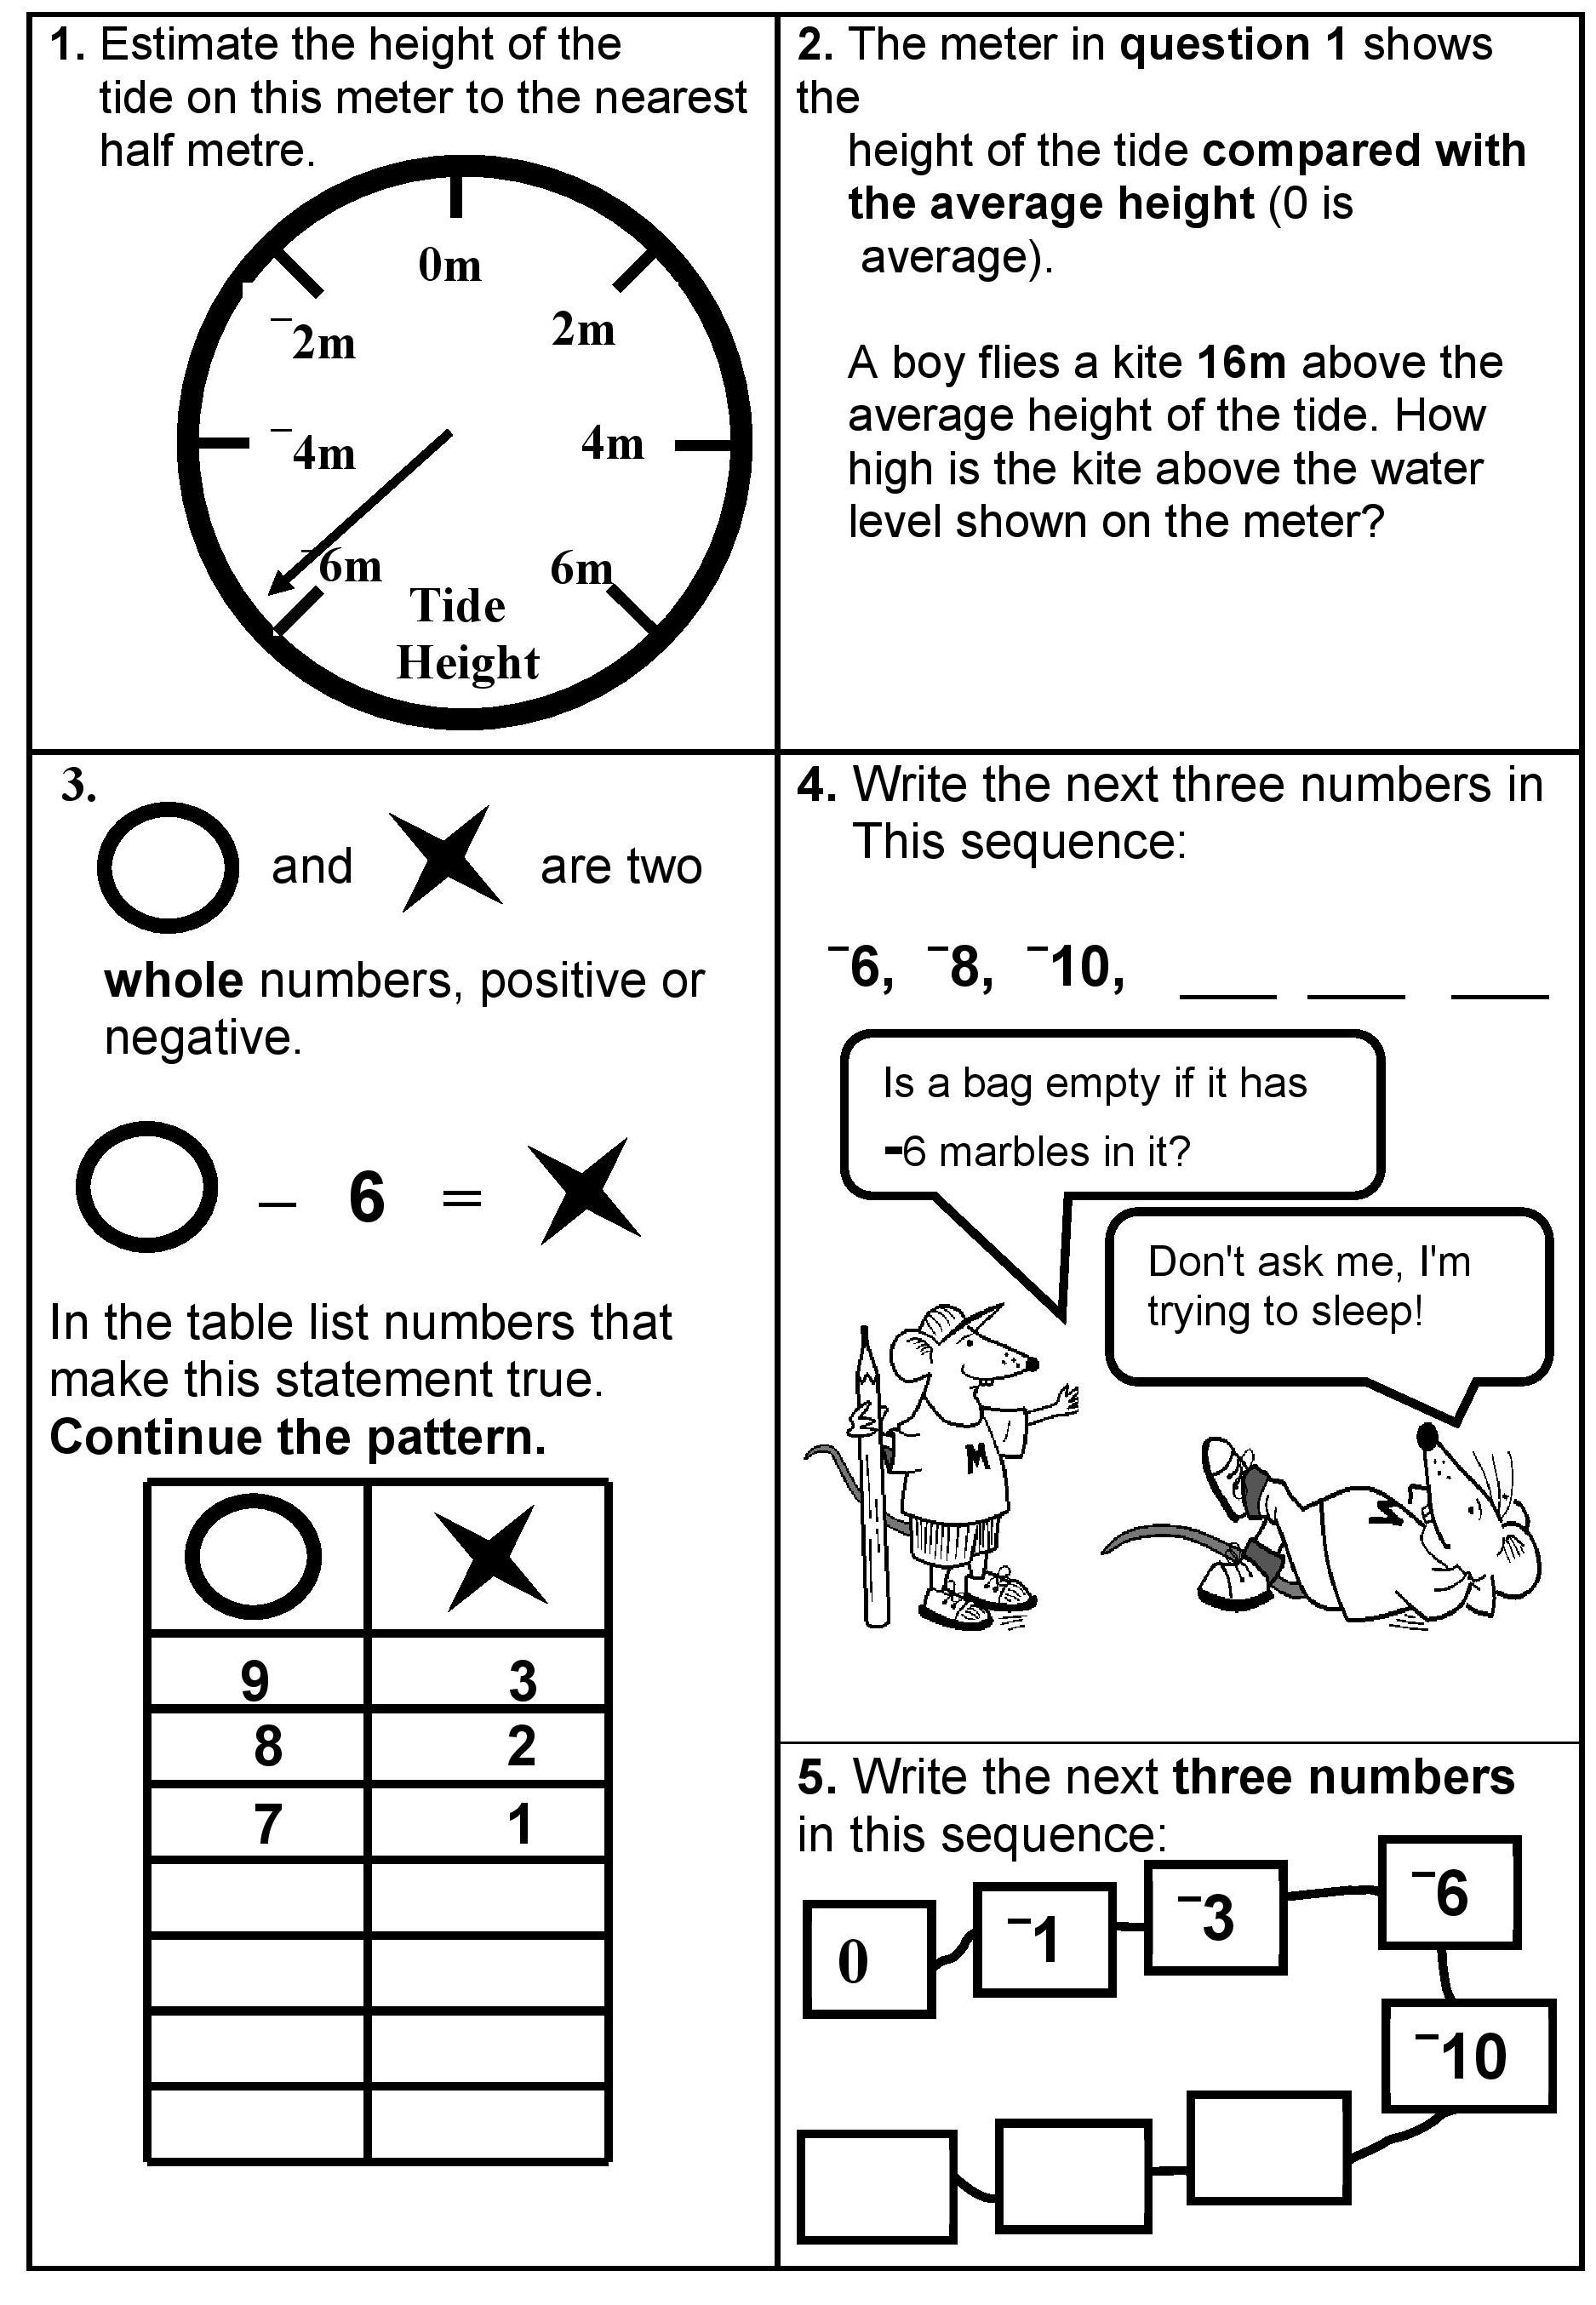 1. Estimate the height of the
tide on this meter to the nearest
half metre.
0m
⁻2m
2m
⁻4m
4m
⁻6m
6m
Tide
Height
2. The meter in question 1 shows
the
height of the tide compared with
the average height (0 is
average).
A boy flies a kite 16m above the
average height of the tide. How
high is the kite above the water
level shown on the meter?
3.
and are two
whole numbers, positive or
negative.
– 6 =
In the table list numbers that
make this statement true.
Continue the pattern.
9 3
8 2
7 1
4. Write the next three numbers in
This sequence:
⁻6, ⁻8, ⁻10, ___ ___ ___
Is a bag empty if it has
-6 marbles in it?
Don't ask me, I'm
trying to sleep!
M
M
5. Write the next three numbers
in this sequence:
0 ⁻1 ⁻3 ⁻6
⁻10